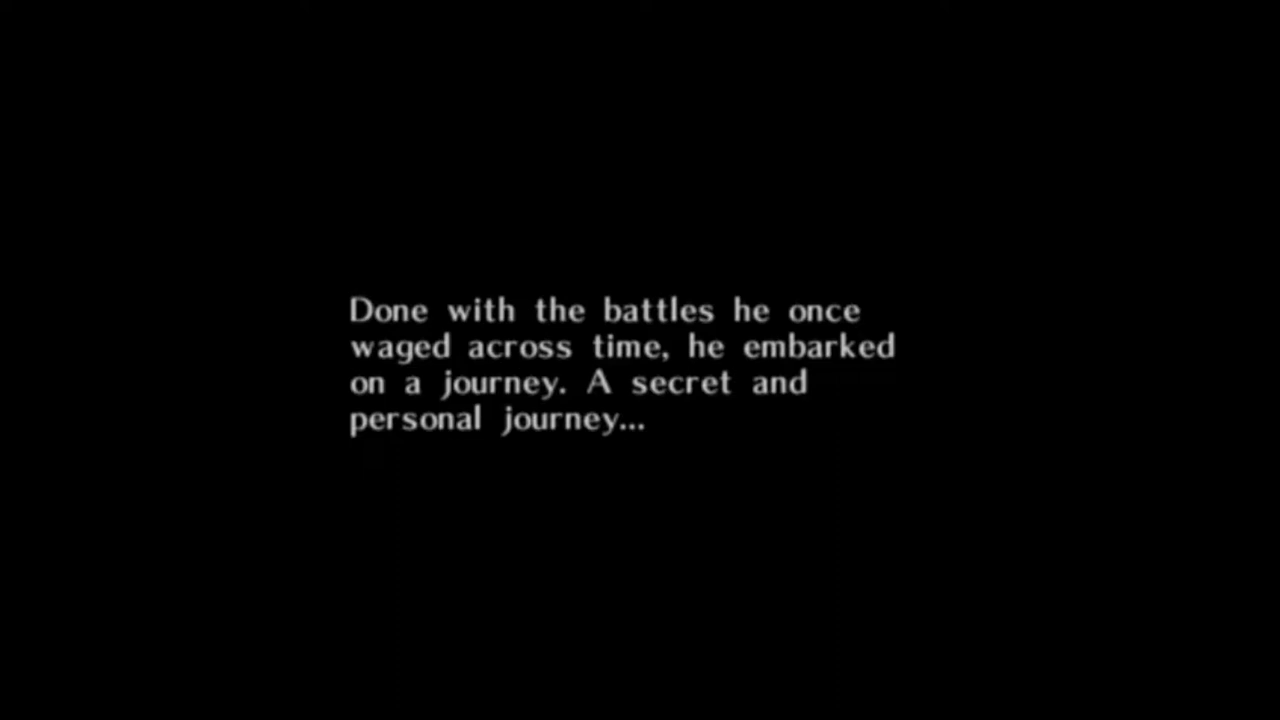 Done with the battles he once
waged across time, he embarked
on a journey. A secret and
personal journey...